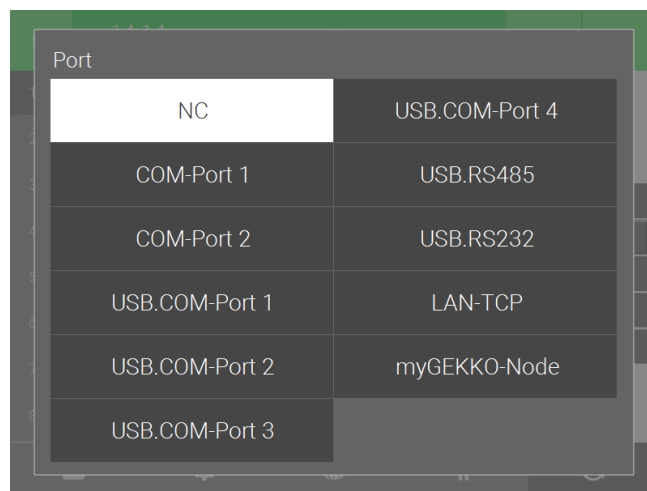 Port
NC
COM-Port 1
COM-Port 2
USB.COM-Port 1
USB.COM-Port 2
USB.COM-Port 3
USB.COM-Port 4
USB.RS485
USB.RS232
LAN-TCP
myGEKKO-Node